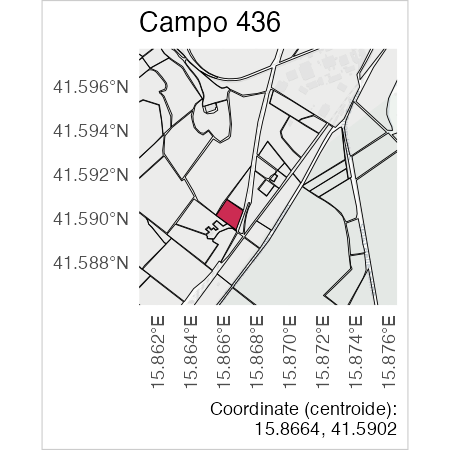 Campo 436
41.596°N
41.594°N
41.592°N
41.590°N
41.588°N
15.862°E
15.864°E
15.866°E
15.868°E
15.870°E
15.872°E
15.874°E
15.876°E
Coordinate (centroide):
15.8664, 41.5902